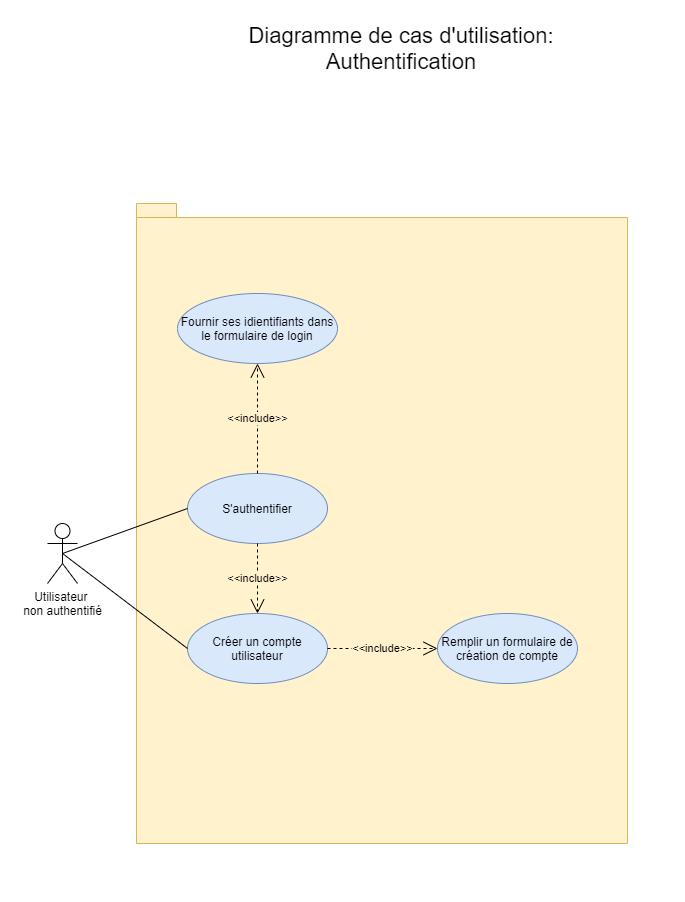 Diagramme de cas d'utilisation:
Authentification
Fournir ses idientifiants dans
le formulaire de login
<<include>>
S'authentifier
<<include>>
Utilisateur
non authentifié
Créer un compte
utilisateur
<<include>>
Remplir un formulaire de
création de compte